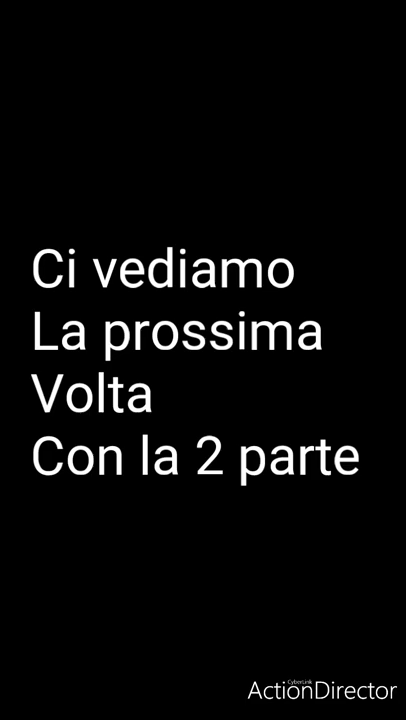 Ci vediamo
La prossima
Volta
Con la 2 parte
CyberLink
ActionDirector